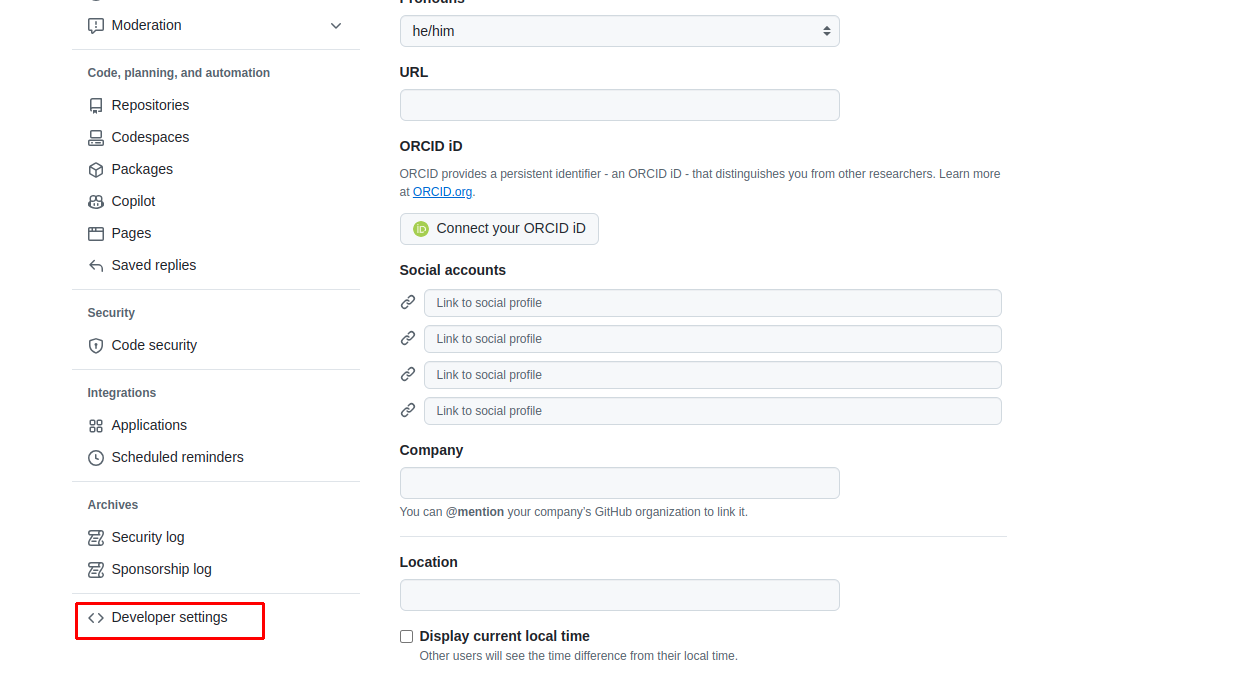 Moderation
Code, planning, and automation
Repositories
Codespaces
Packages
Copilot
Pages
Saved replies
Security
Code security
Integrations
Applications
Scheduled reminders
Archives
Security log
Sponsorship log
Developer settings
Pronouns
he/him
URL
ORCID iD
ORCID provides a persistent identifier - an ORCID iD - that distinguishes you from other researchers. Learn more
at ORCID.org.
iD Connect your ORCID iD
Social accounts
Link to social profile
Link to social profile
Link to social profile
Link to social profile
Company
You can @mention your company's GitHub organization to link it.
Location
Display current local time
Other users will see the time difference from their local time.